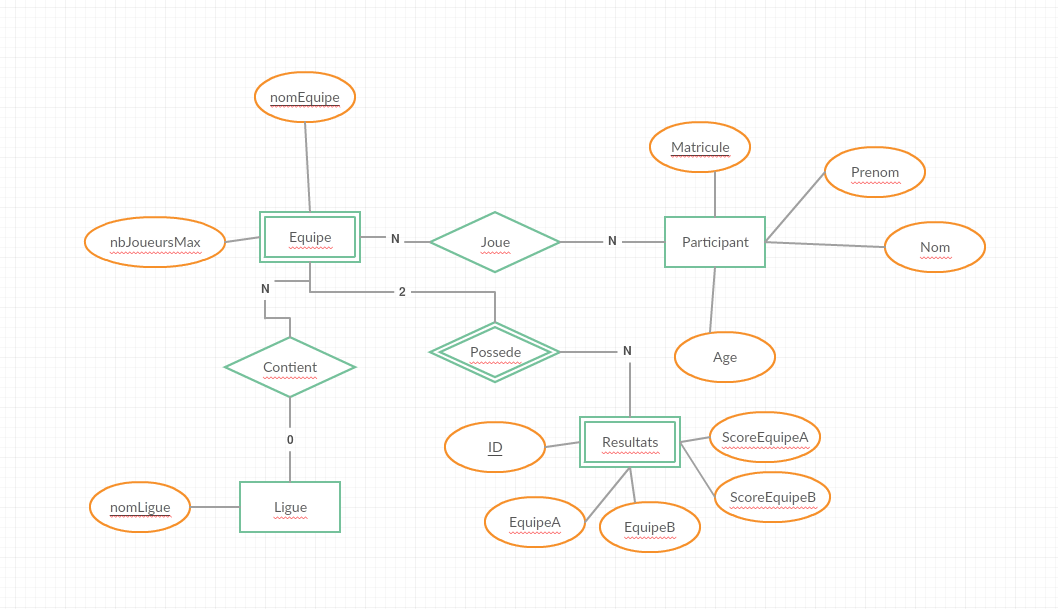 nomEquipe
Matricule
Prenom
nbJoueursMax
Equipe
N
Joue
N
Participant
Nom
N
2
Possede
N
Age
Contient
0
ID
Resultats
ScoreEquipeA
ScoreEquipeB
nomLigue
Ligue
EquipeA
EquipeB